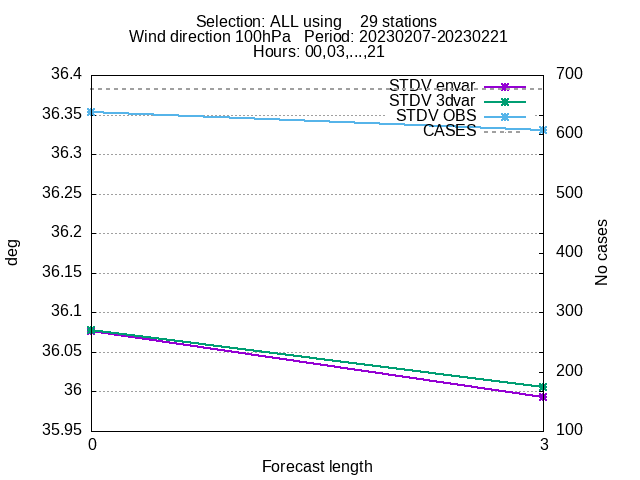 Selection: ALL using    29 stations
Wind direction 100hPa   Period: 20230207-20230221
Hours: 00,03,...,21
36.4
36.35
36.3
36.25
36.2
36.15
36.1
36.05
36
35.95
deg
700
600
500
400
300
200
100
No cases
STDV envar
STDV 3dvar
STDV OBS
CASES
0
3
Forecast length